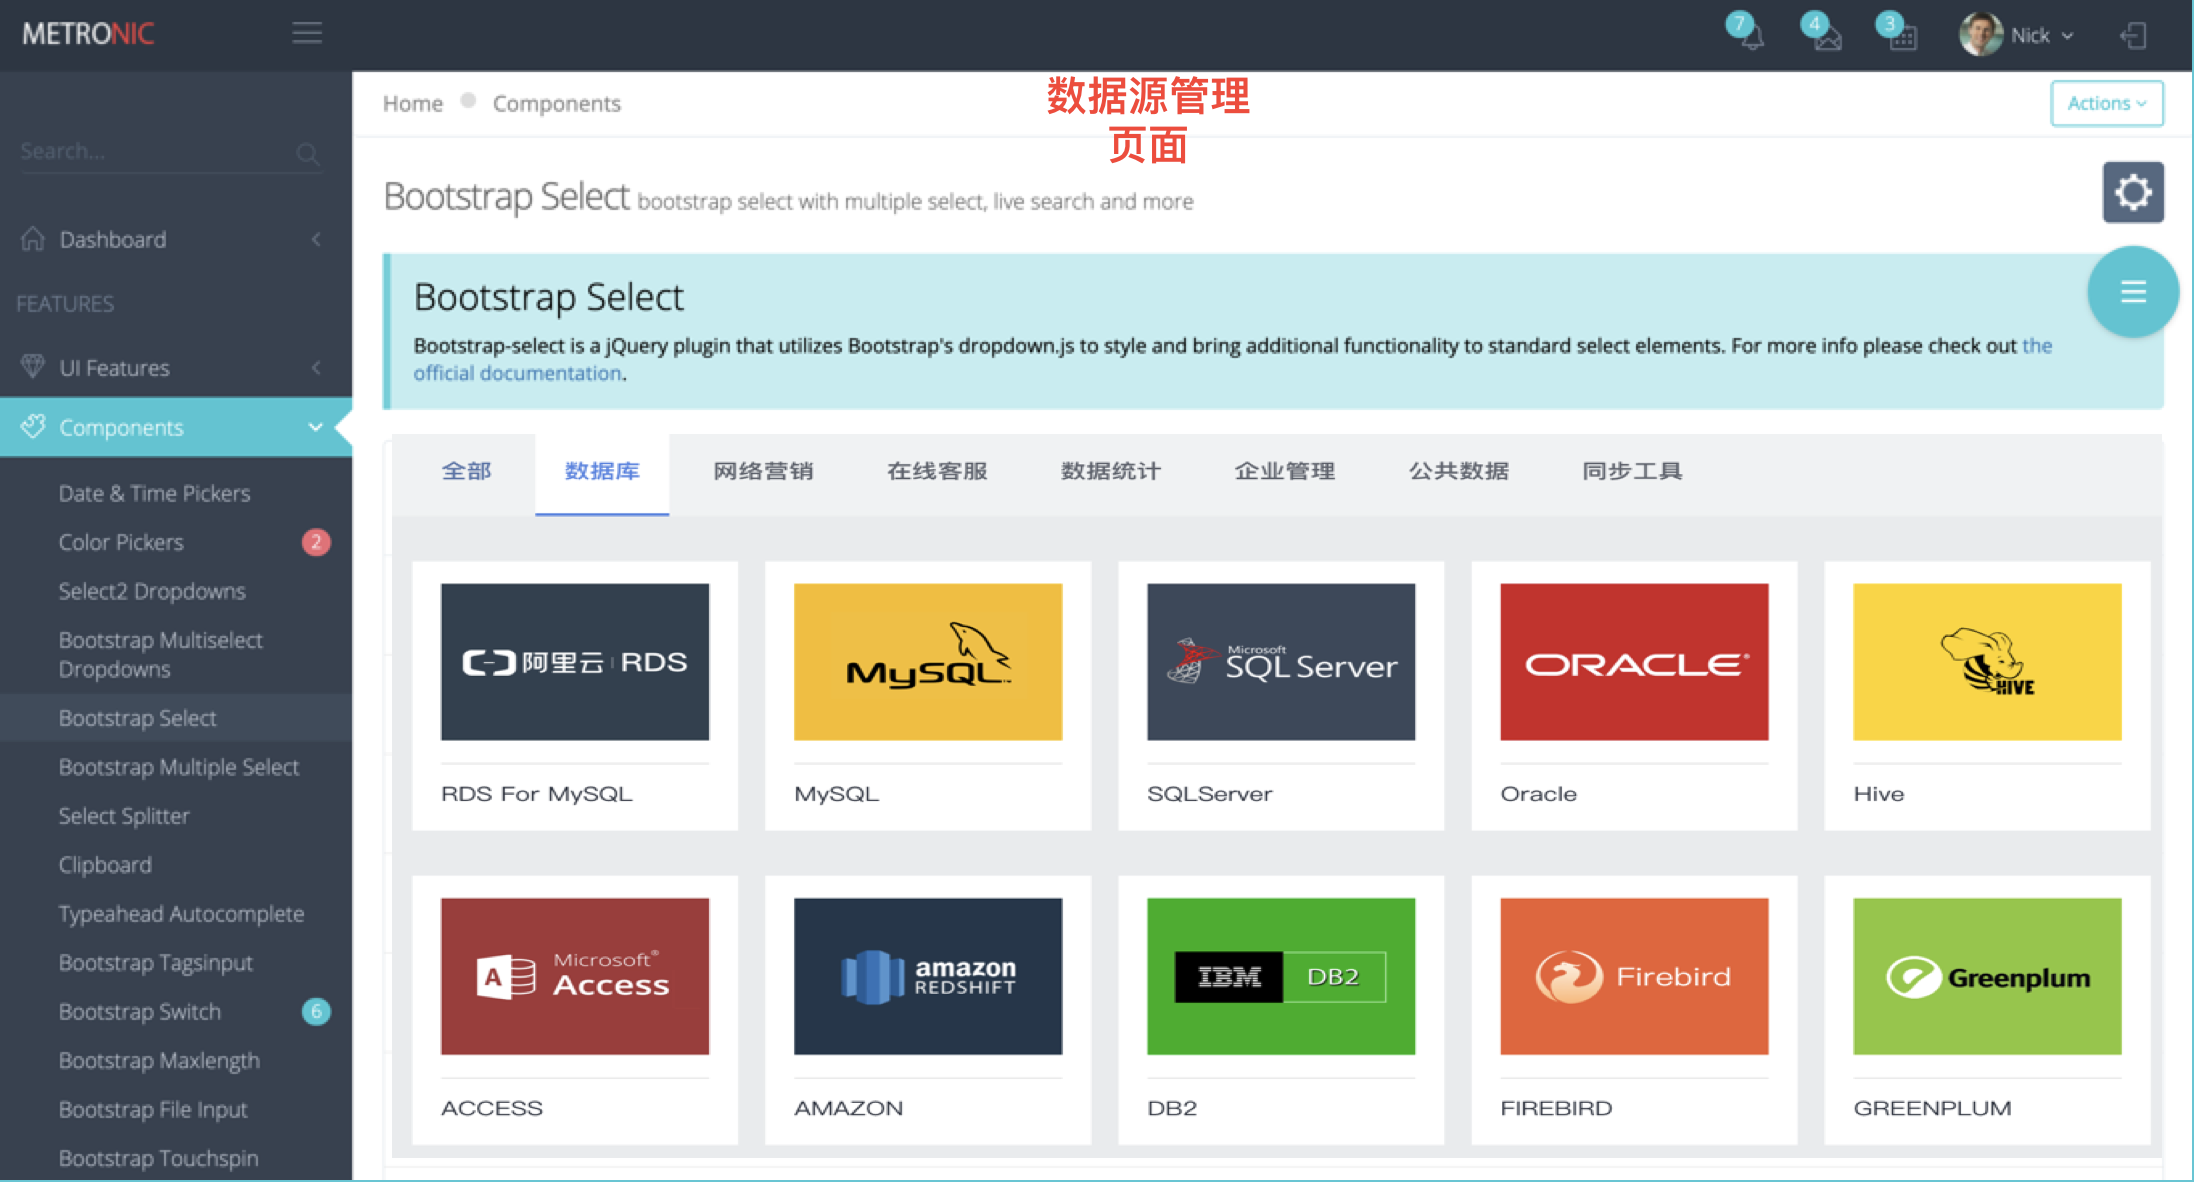 METRONIC
7
4
3
Nick
Search...
Dashboard
FEATURES
UI Features
Components
Date & Time Pickers
Color Pickers
2
Select2 Dropdowns
Bootstrap Multiselect
Dropdowns
Bootstrap Select
Bootstrap Multiple Select
Select Splitter
Clipboard
Typeahead Autocomplete
Bootstrap Tagsinput
Bootstrap Switch
6
Bootstrap Maxlength
Bootstrap File Input
Bootstrap Touchspin
Home
Components
数据源管理
页面
Actions
Bootstrap Select bootstrap select with multiple select, live search and more
Bootstrap Select
Bootstrap-select is a jQuery plugin that utilizes Bootstrap's dropdown.js to style and bring additional functionality to standard select elements. For more info please check out the
official documentation.
全部 数据库 网络营销 在线客服 数据统计 企业管理 公共数据 同步工具
阿里云 | RDS
RDS For MySQL
MySQL™
MySQL
Microsoft
SQL Server
SQLServer
ORACLE®
Oracle
HIVE
Hive
A
Microsoft®
Access
ACCESS
amazon
REDSHIFT
AMAZON
IBM DB2
DB2
Firebird
FIREBIRD
Greenplum
GREENPLUM